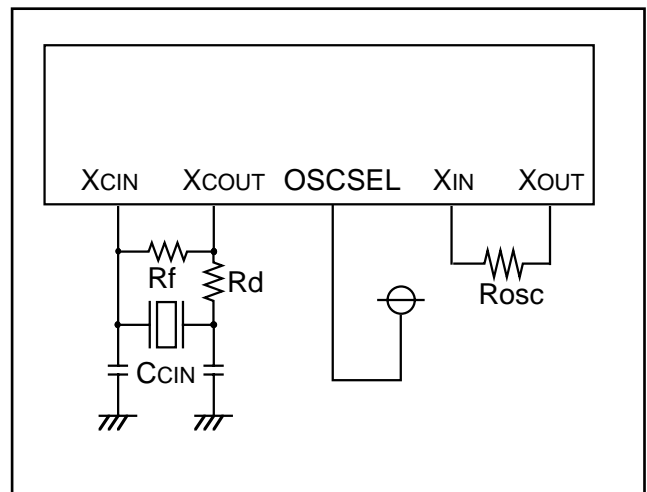 XCIN XCOUT OSCSEL XIN XOUT
Rf
Rd
Rosc
CCIN